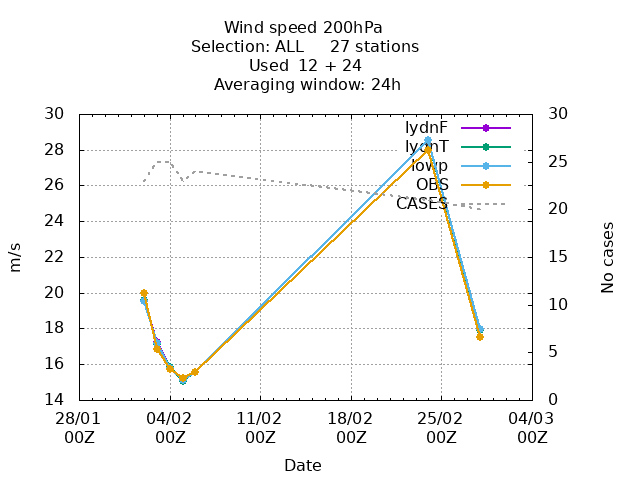 Wind speed 200hPa
Selection: ALL     27 stations
Used  12 + 24
Averaging window: 24h
30
28
26
24
22
20
18
16
14
m/s
30
25
20
15
10
5
0
No cases
lydnF
lydnT
lowp
OBS
CASES
28/01 04/02 11/02 18/02 25/02 04/03
00Z 00Z 00Z 00Z 00Z 00Z
Date